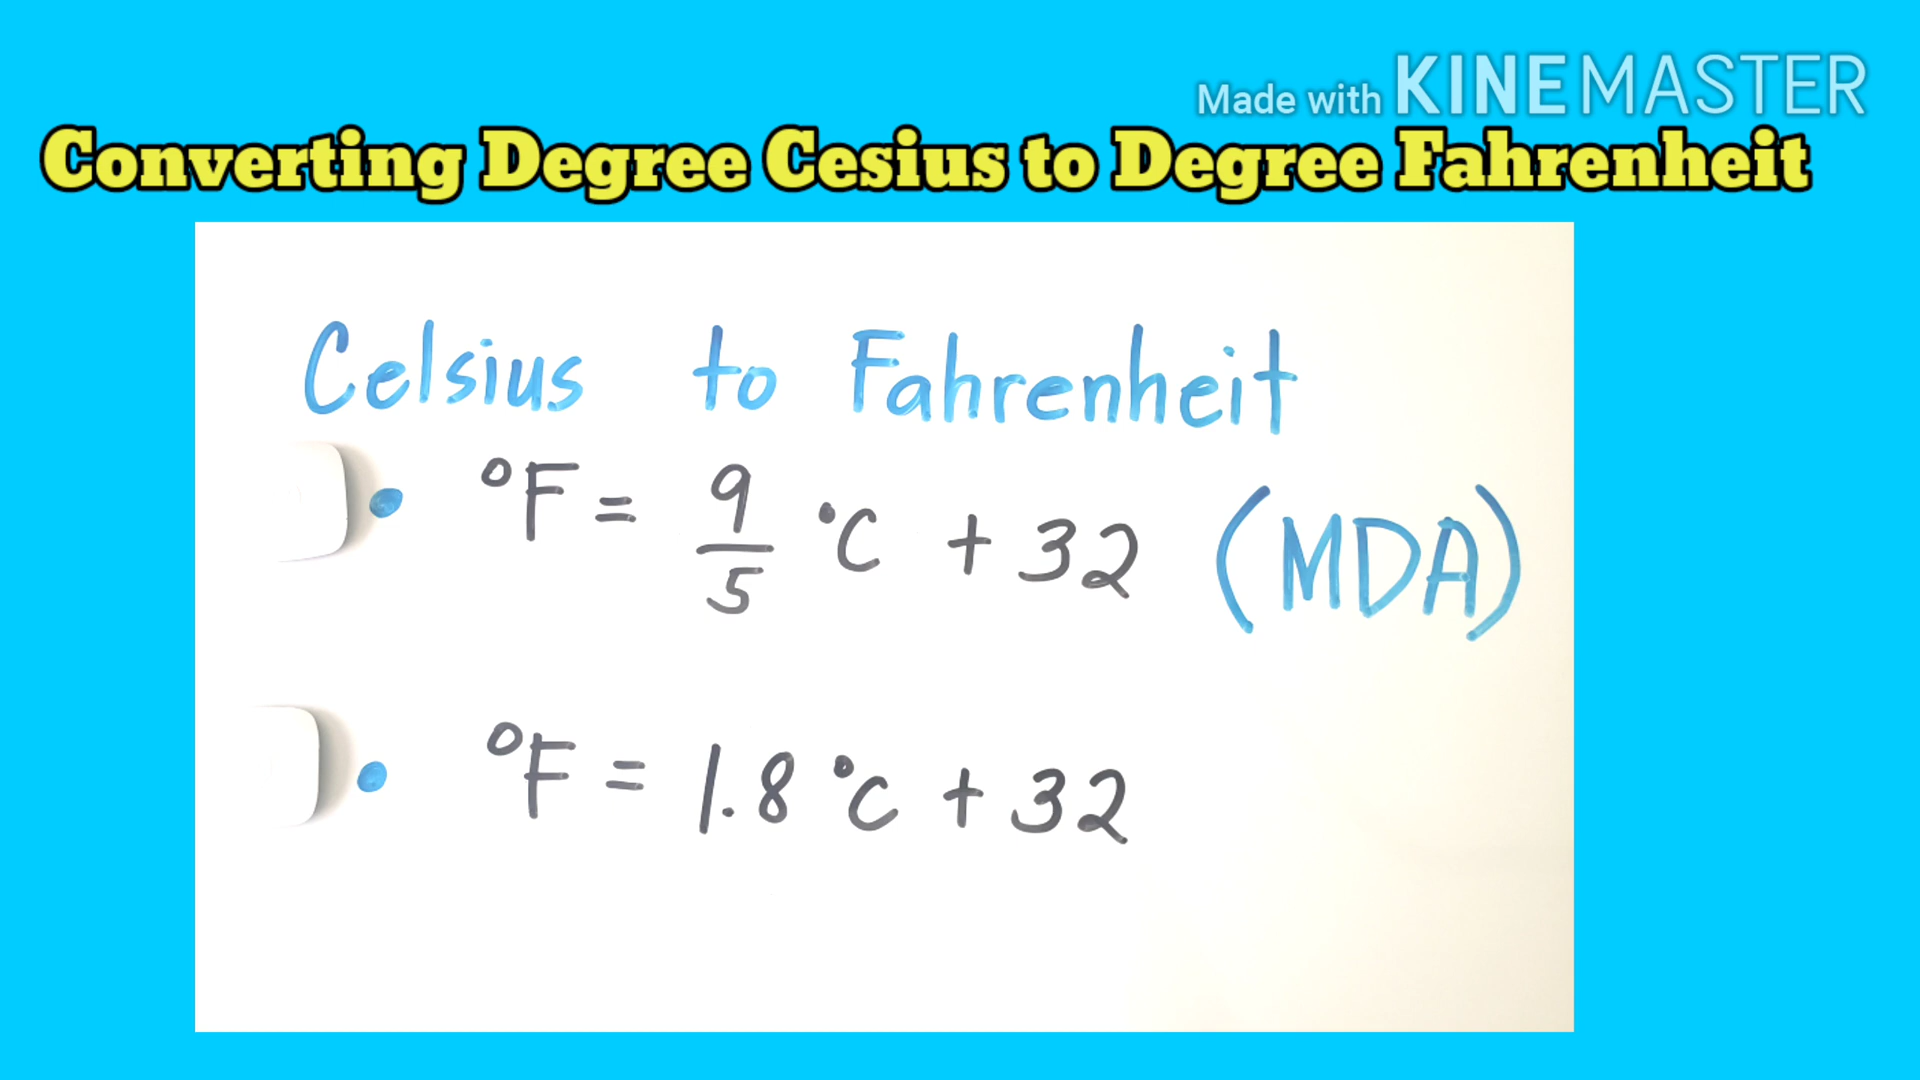 Made with KINEMASTER
Converting Degree Cesius to Degree Fahrenheit
Celsius to Fahrenheit
• °F = 9/5 °C + 32 (MDA)
• °F = 1.8 °C + 32